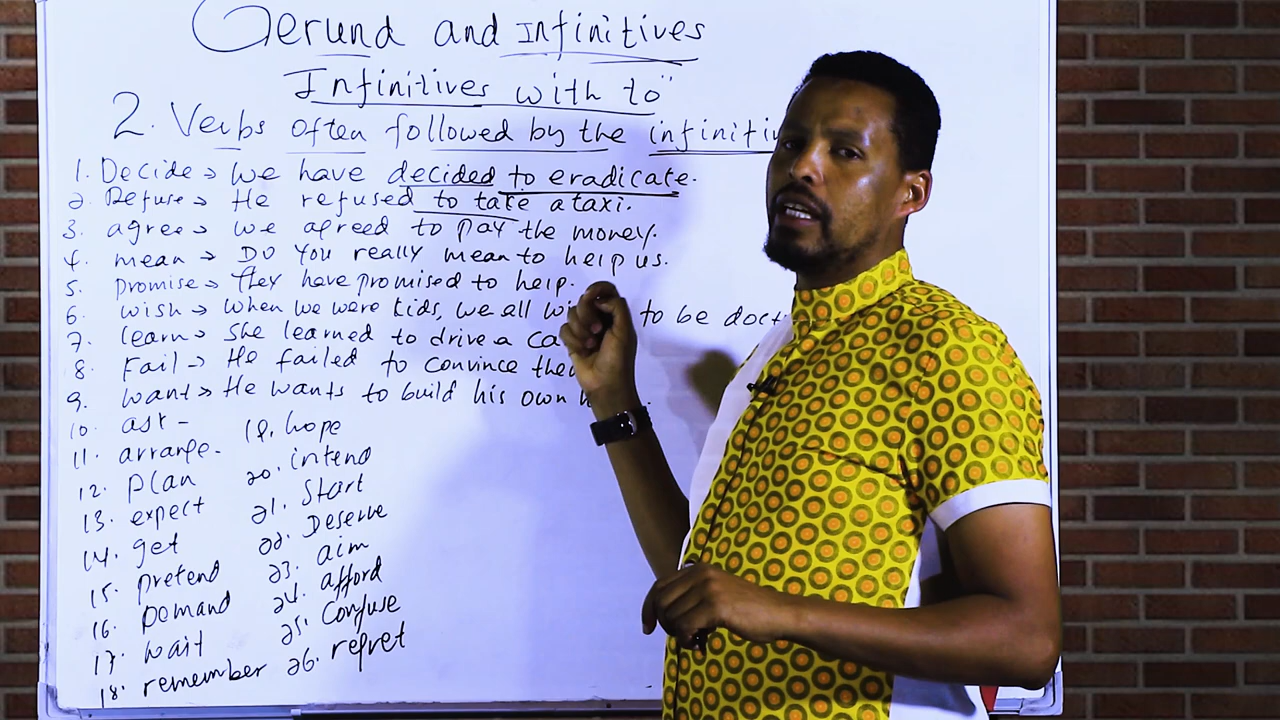 Gerund and Infinitives
Infinitives with to"
2. Verbs often followed by the infiniti
1. Decide → we have decided to eradicate.
2. Refuse → He refused to take a taxi.
3. agree → we agreed to pay the money.
4. mean → Do you really mean to help us.
5. promise → They have promised to help.
6. wish → when we were kids, we all wi to be doct
7. learn → she learned to drive a ca
8. Fail → He failed to convince the
9. want → He wants to build his own
10. ask -
11. arrange -
12. plan
13. expect
14. get
15. pretend
16. Demand
17. wait
18. remember
19. hope
20. intend
21. Start
22. Deserve
23. aim
24. afford
25. Confuse
26. regret